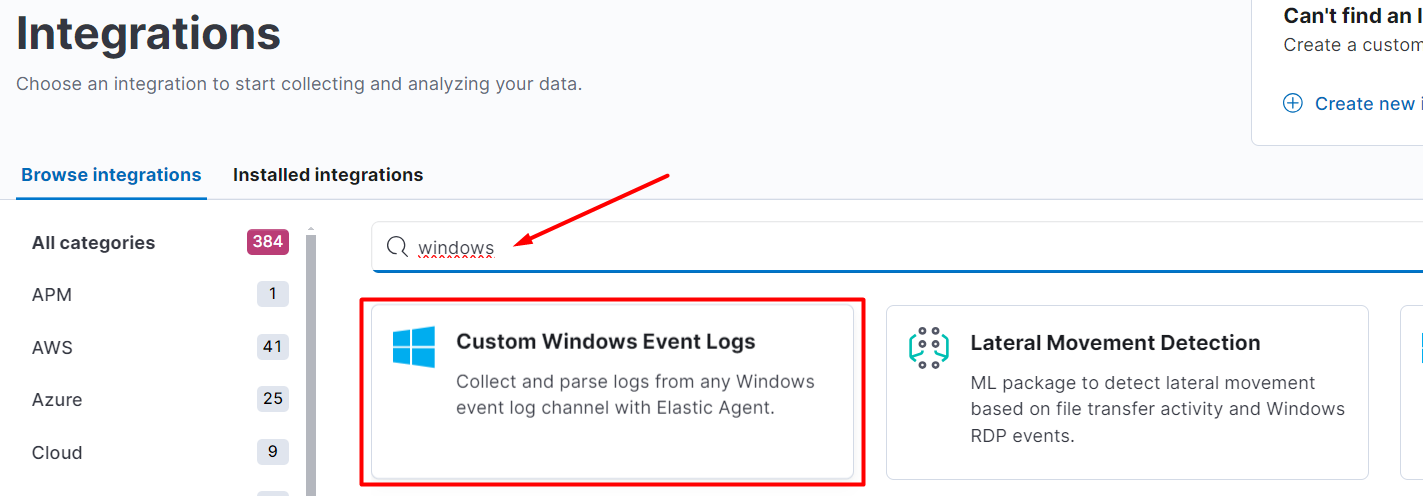 Integrations
Choose an integration to start collecting and analyzing your data.
Can't find an
Create a custom
Create new
Browse integrations
Installed integrations
All categories 384
APM 1
AWS 41
Azure 25
Cloud 9
windows
Custom Windows Event Logs
Collect and parse logs from any Windows
event log channel with Elastic Agent.
Lateral Movement Detection
ML package to detect lateral movement
based on file transfer activity and Windows
RDP events.